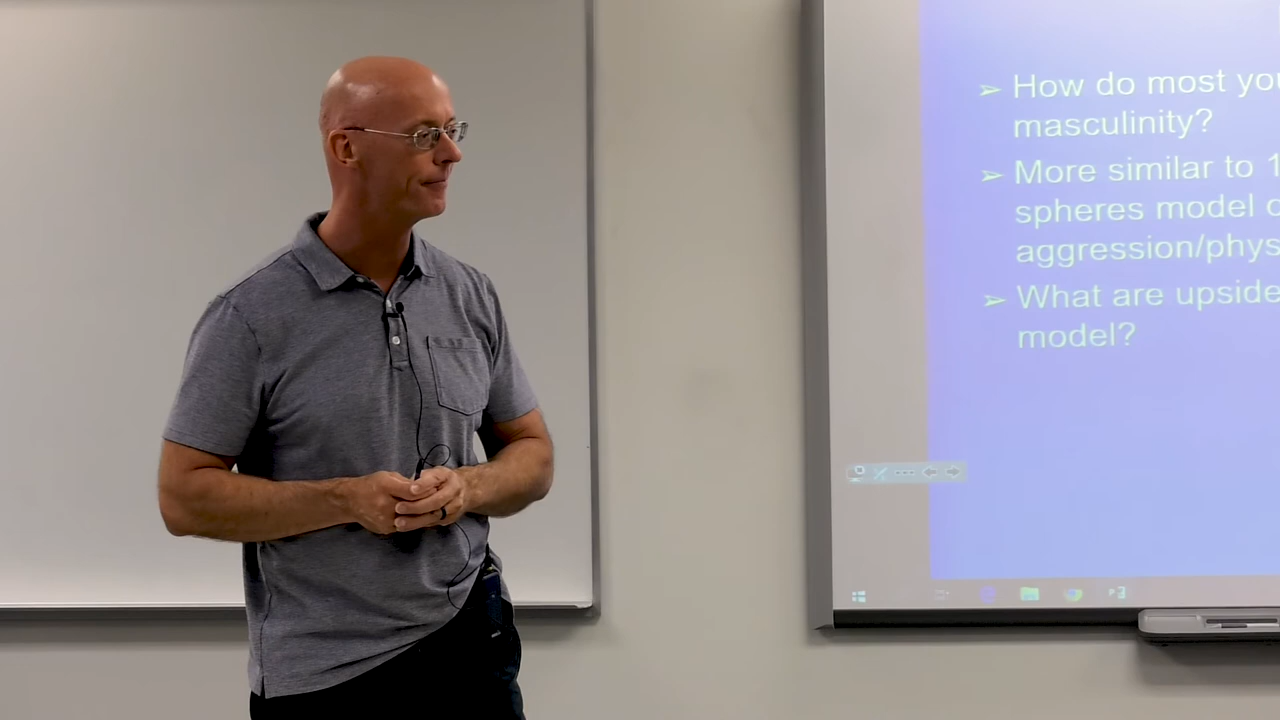 ➢ How do most you
masculinity?
➢ More similar to 1
spheres model
aggression/phys
➢ What are upside
model?